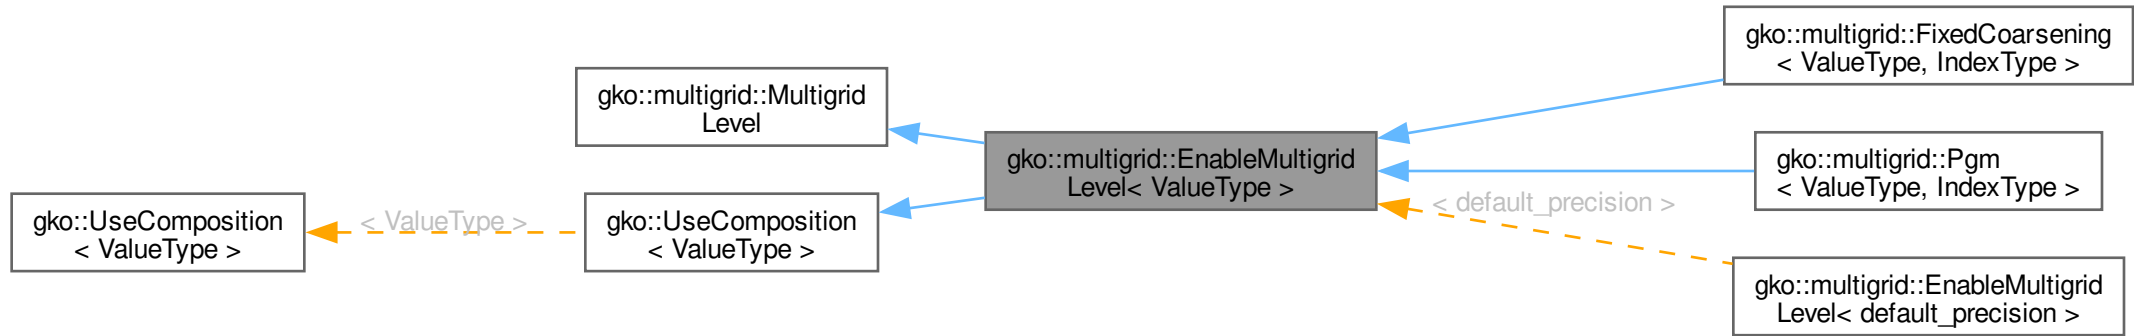 gko::UseComposition
< ValueType >
< ValueType >
gko::multigrid::Multigrid
Level
gko::UseComposition
< ValueType >
gko::multigrid::EnableMultigrid
Level< ValueType >
< default_precision >
gko::multigrid::FixedCoarsening
< ValueType, IndexType >
gko::multigrid::Pgm
< ValueType, IndexType >
gko::multigrid::EnableMultigrid
Level< default_precision >